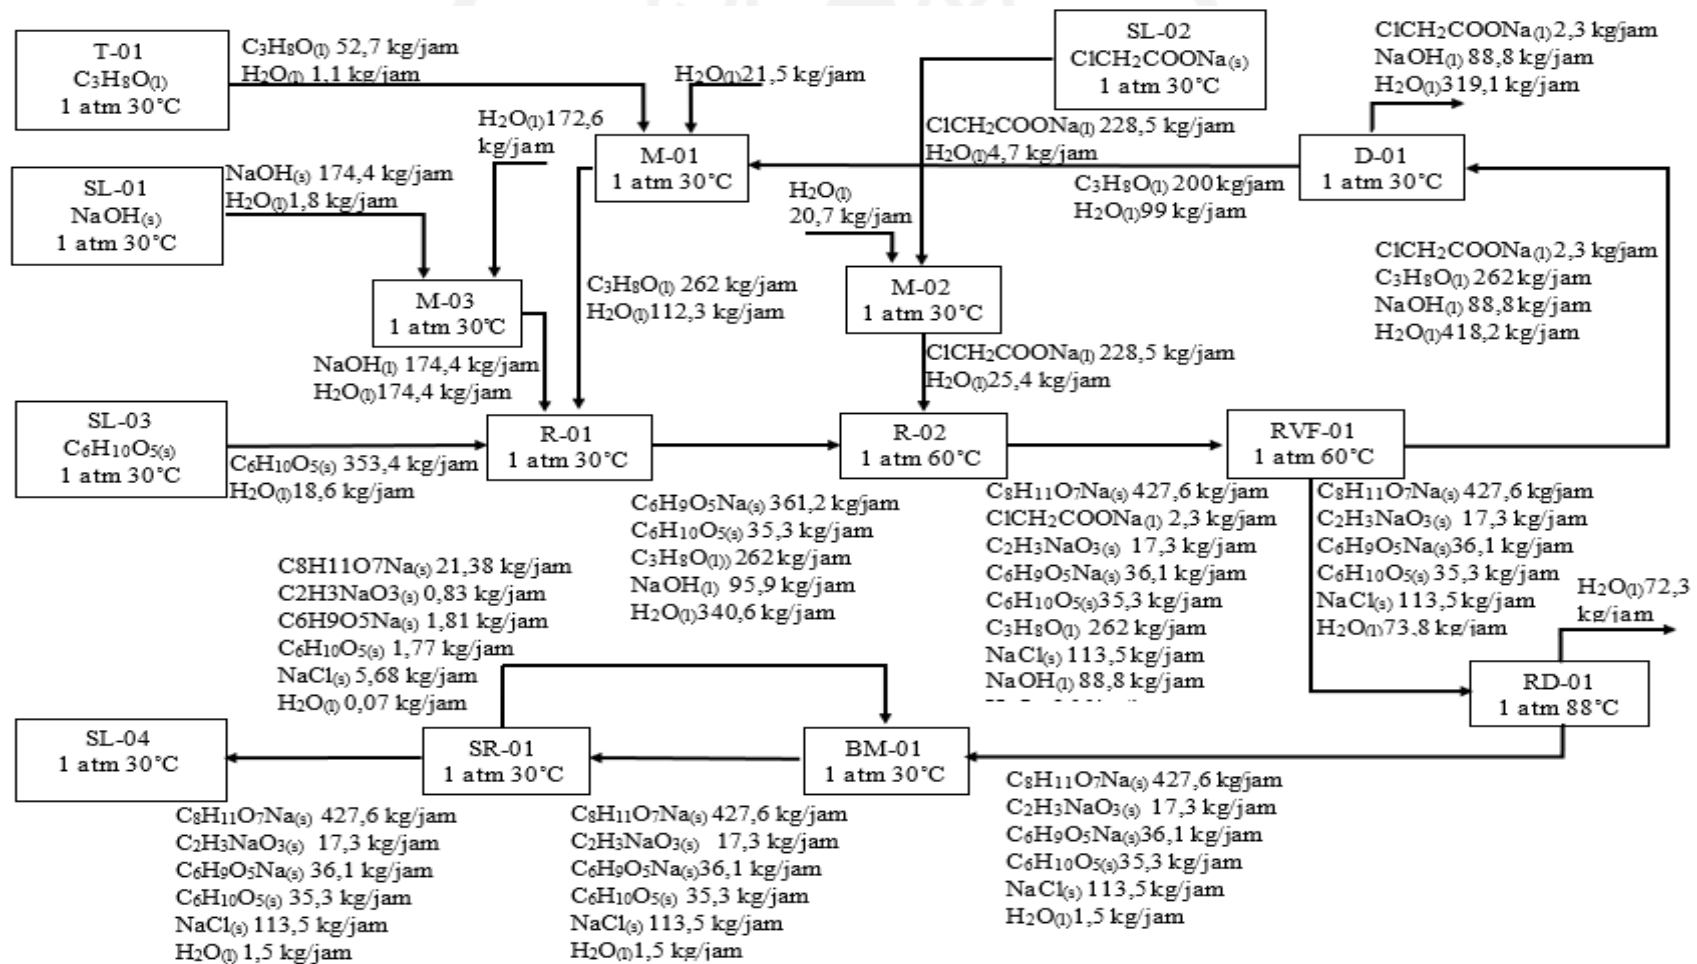 T-01
C₃H₈O₍ₗ₎
1 atm 30°C
C₃H₈O₍ₗ₎ 52,7 kg/jam
H₂O₍ₗ₎ 1,1 kg/jam
H₂O₍ₗ₎21,5 kg/jam
SL-02
ClCH₂COONa₍ₛ₎
1 atm 30°C
ClCH₂COONa₍ₗ₎2,3 kg/jam
NaOH₍ₗ₎ 88,8 kg/jam
H₂O₍ₗ₎319,1 kg/jam
SL-01
NaOH₍ₛ₎
1 atm 30°C
NaOH₍ₛ₎ 174,4 kg/jam
H₂O₍ₗ₎1,8 kg/jam
H₂O₍ₗ₎172,6
kg/jam
M-01
1 atm 30°C
ClCH₂COONa₍ₗ₎ 228,5 kg/jam
H₂O₍ₗ₎4,7 kg/jam
D-01
1 atm 30°C
H₂O₍ₗ₎
20,7 kg/jam
C₃H₈O₍ₗ₎ 200 kg/jam
H₂O₍ₗ₎99 kg/jam
M-03
1 atm 30℃
C₃H₈O₍ₗ₎ 262 kg/jam
H₂O₍ₗ₎112,3 kg/jam
M-02
1 atm 30°C
ClCH₂COONa₍ₗ₎2,3 kg/jam
C₃H₈O₍ₗ₎ 262 kg/jam
NaOH₍ₗ₎ 88,8 kg/jam
H₂O₍ₗ₎418,2 kg/jam
NaOH₍ₗ₎ 174,4 kg/jam
H₂O₍ₗ₎174,4 kg/jam
ClCH₂COONa₍ₗ₎ 228,5 kg/jam
H₂O₍ₗ₎25,4 kg/jam
SL-03
C₆H₁₀O₅₍ₛ₎
1 atm 30°C
C₆H₁₀O₅₍ₛ₎ 353,4 kg/jam
H₂O₍ₗ₎18,6 kg/jam
R-01
1 atm 30°C
R-02
1 atm 60°C
RVF-01
1 atm 60°C
C₆H₉O₅Na₍ₛ₎ 361,2 kg/jam
C₆H₁₀O₅₍ₛ₎ 35,3 kg/jam
C₃H₈O₍ₗ₎) 262 kg/jam
NaOH₍ₗ₎ 95,9 kg/jam
H₂O₍ₗ₎340,6 kg/jam
C₈H₁₁O₇Na₍ₛ₎ 427,6 kg/jam
ClCH₂COONa₍ₗ₎ 2,3 kg/jam
C₂H₃NaO₃₍ₛ₎ 17,3 kg/jam
C₆H₉O₅Na₍ₛ₎ 36,1 kg/jam
C₆H₁₀O₅₍ₛ₎35,3 kg/jam
C₃H₈O₍ₗ₎ 262 kg/jam
NaCl₍ₛ₎ 113,5 kg/jam
NaOH₍ₗ₎ 88,8 kg/jam
C₈H₁₁O₇Na₍ₛ₎ 427,6 kg/jam
C₂H₃NaO₃₍ₛ₎ 17,3 kg/jam
C₆H₉O₅Na₍ₛ₎36,1 kg/jam
C₆H₁₀O₅₍ₛ₎ 35,3 kg/jam
NaCl₍ₛ₎ 113,5 kg/jam
H₂O₍ₗ₎73,8 kg/jam
H₂O₍ₗ₎72,3
kg/jam
RD-01
1 atm 88°C
C8H11O7Na₍ₛ₎ 21,38 kg/jam
C2H3NaO3₍ₛ₎ 0,83 kg/jam
C6H9O5Na₍ₛ₎ 1,81 kg/jam
C₆H₁₀O₅₍ₛ₎ 1,77 kg/jam
NaCl₍ₛ₎ 5,68 kg/jam
H₂O₍ₗ₎ 0,07 kg/jam
SL-04
1 atm 30°C
SR-01
1 atm 30°C
BM-01
1 atm 30°C
C₈H₁₁O₇Na₍ₛ₎ 427,6 kg/jam
C₂H₃NaO₃₍ₛ₎ 17,3 kg/jam
C₆H₉O₅Na₍ₛ₎ 36,1 kg/jam
C₆H₁₀O₅₍ₛ₎ 35,3 kg/jam
NaCl₍ₛ₎ 113,5 kg/jam
H₂O₍ₗ₎ 1,5 kg/jam
C₈H₁₁O₇Na₍ₛ₎ 427,6 kg/jam
C₂H₃NaO₃₍ₛ₎ 17,3 kg/jam
C₆H₉O₅Na₍ₛ₎36,1 kg/jam
C₆H₁₀O₅₍ₛ₎ 35,3 kg/jam
NaCl₍ₛ₎ 113,5 kg/jam
H₂O₍ₗ₎1,5 kg/jam
C₈H₁₁O₇Na₍ₛ₎ 427,6 kg/jam
C₂H₃NaO₃₍ₛ₎ 17,3 kg/jam
C₆H₉O₅Na₍ₛ₎36,1 kg/jam
C₆H₁₀O₅₍ₛ₎35,3 kg/jam
NaCl₍ₛ₎ 113,5 kg/jam
H₂O₍ₗ₎1,5 kg/jam